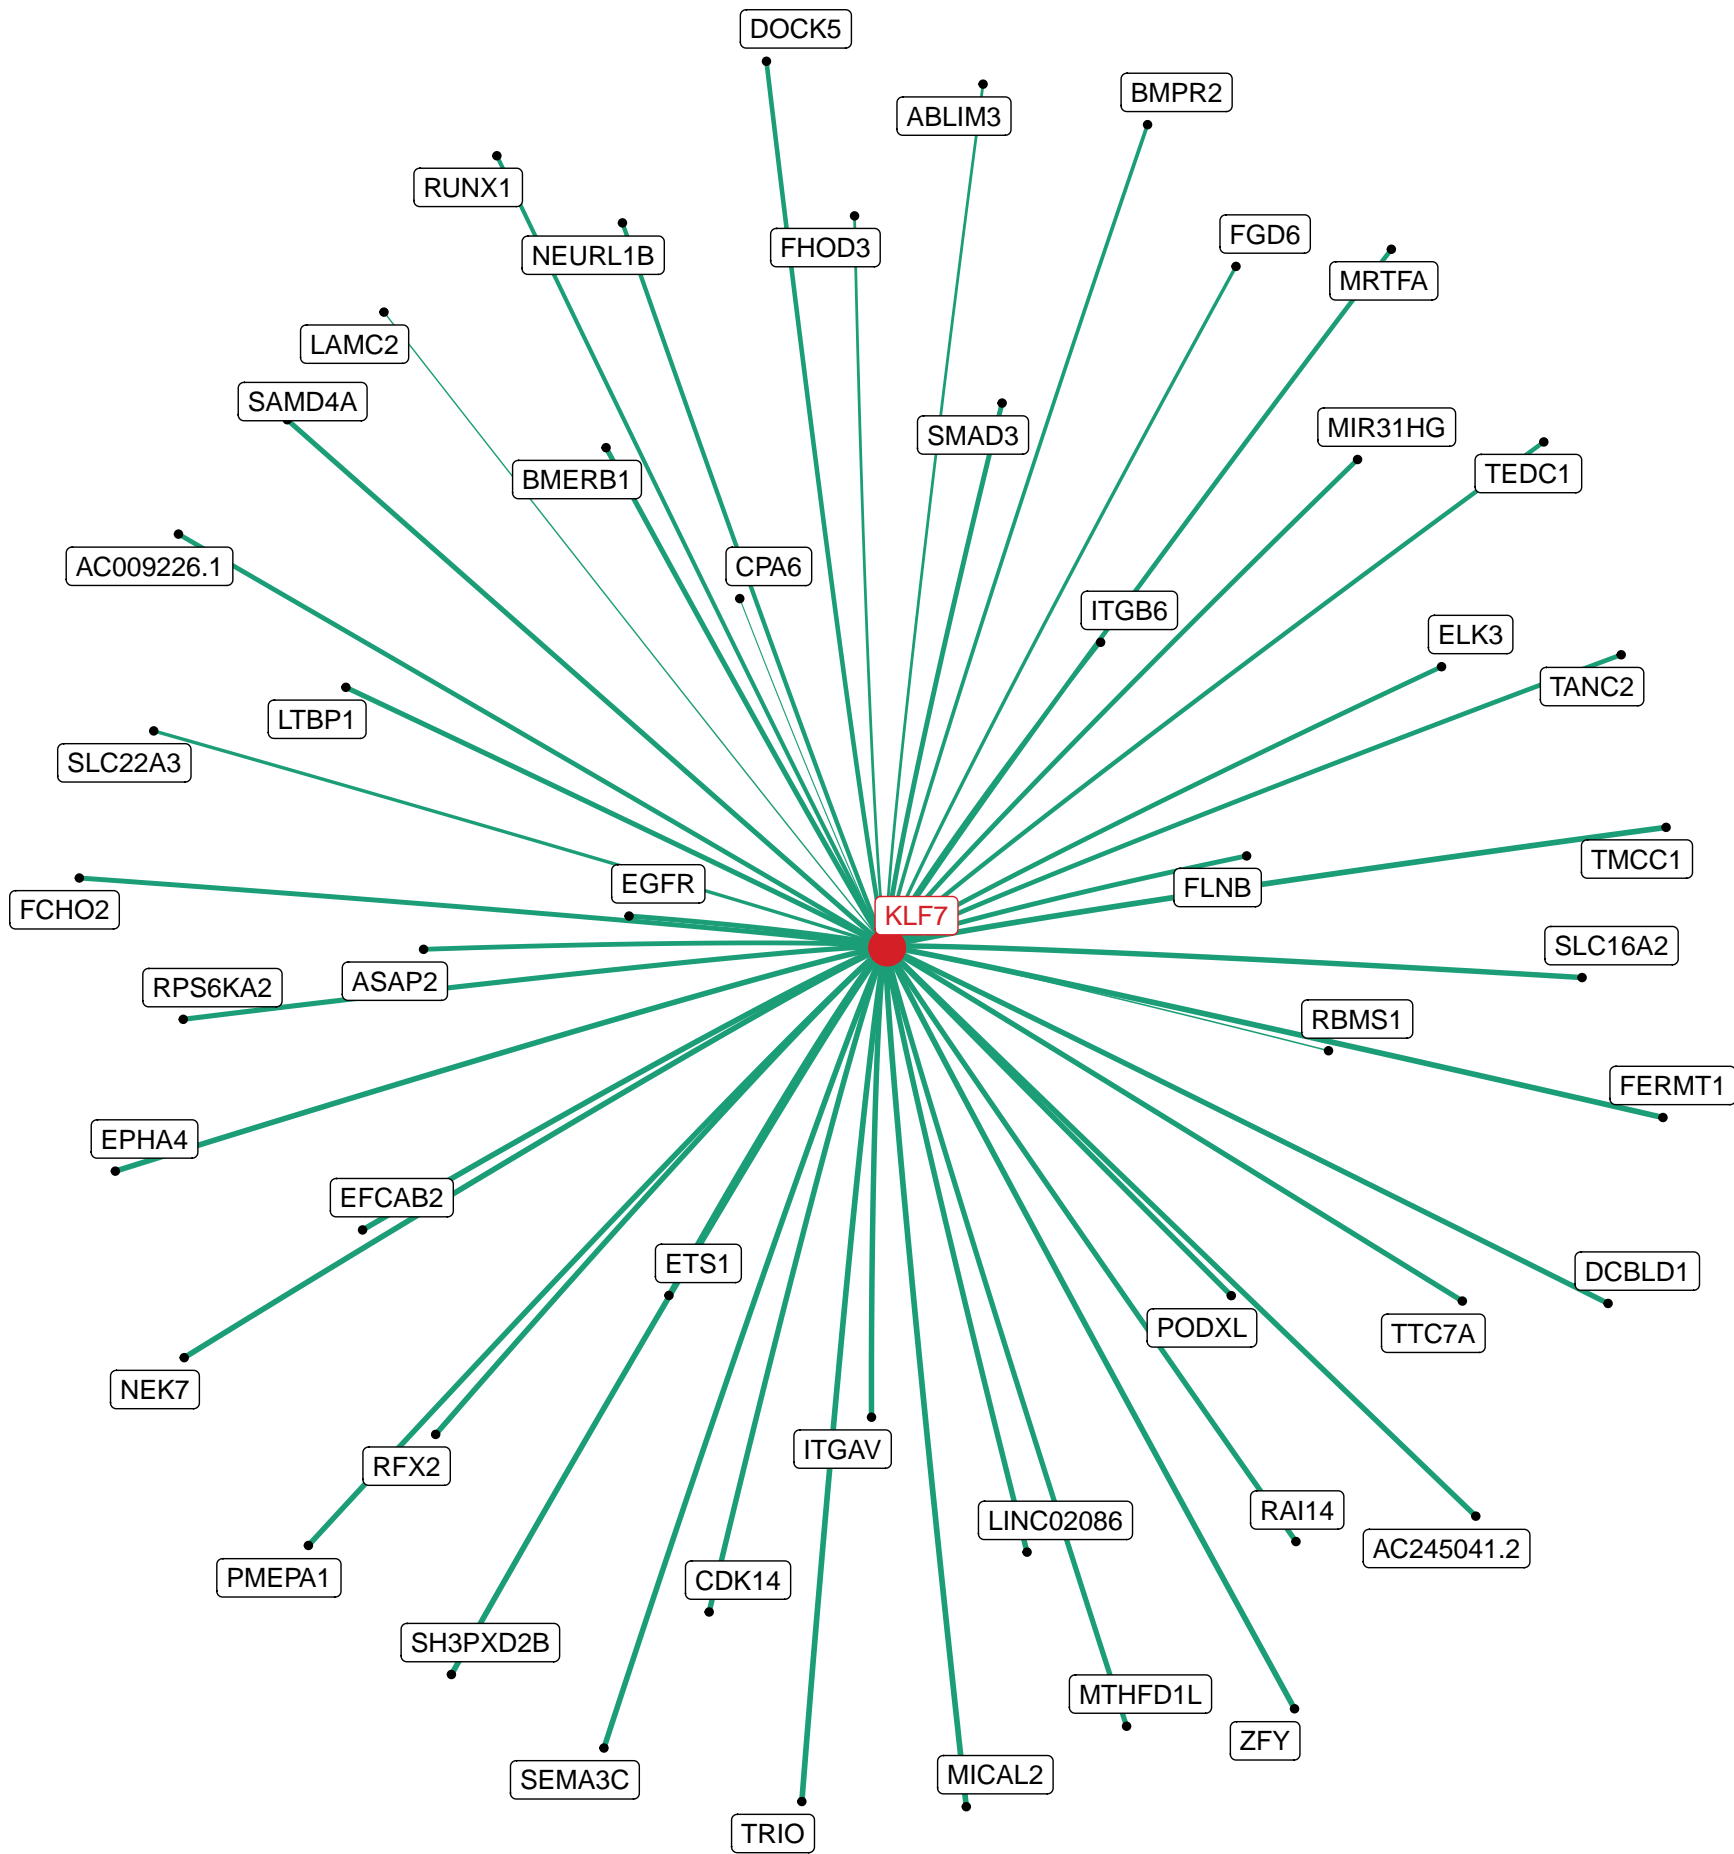 DOCK5
BMPR2
ABLIM3
RUNX1
FGD6
FHOD3
NEURL1B
MRTFA
LAMC2
SAMD4A
MIR31HG
SMAD3
TEDC1
BMERB1
CPA6
AC009226.1
ITGB6
ELK3
TANC2
LTBP1
SLC22A3
TMCC1
EGFR
FLNB
FCHO2
KLF7
SLC16A2
ASAP2
RPS6KA2
RBMS1
FERMT1
EPHA4
EFCAB2
ETS1
DCBLD1
PODXL
TTC7A
NEK7
ITGAV
RFX2
RAI14
LINC02086
AC245041.2
PMEPA1
CDK14
SH3PXD2B
MTHFD1L
ZFY
MICAL2
SEMA3C
TRIO